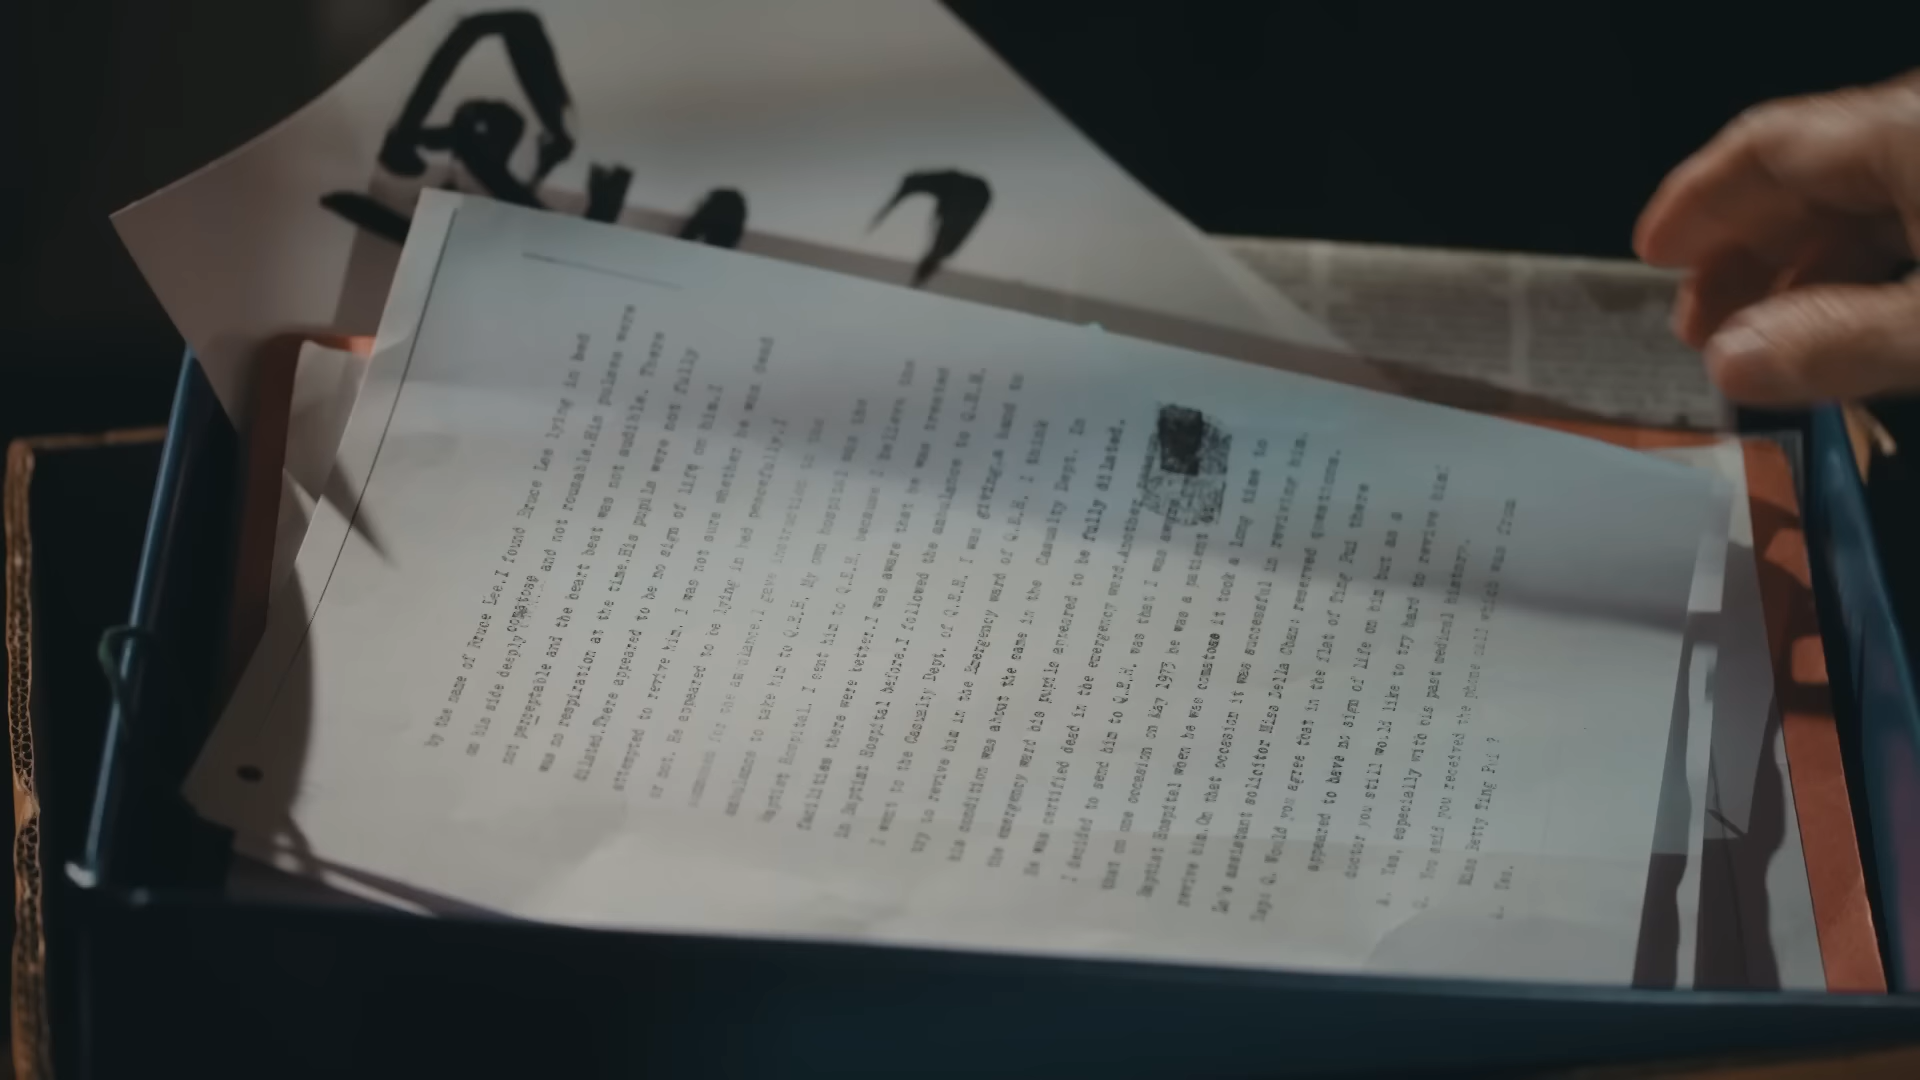 by the name of Bruce Lee.I found Bruce Lee lying in bed
on his side deeply comatose and not rousable.His pulses were
not perceptable and the heart beat was not audible. There
was no respiration at the time.His pupils were not fully
dilated.There appeared to be no sign of life on him.I
attempted to revive him. I was not sure whether he was dead
or not. He appeared to be lying in bed peacefully.I
ambulance.I gave instruction to the
ambulance to take him to Q.E.H. My own hospital was the
Baptist Hospital. I sent him to Q.E.H. because I believe the
facilities there were better.I was aware that he was treated
in Baptist Hospital before.I followed the ambulance to Q.E.H.
I went to the Casualty Dept. of Q.E.H. I was giving a hand to
try to revive him in the Emergency ward of Q.E.H. I think
his condition was about the same in the Casualty Dept. In
the emergency ward his pupils appeared to be fully dilated.
He was certified dead in the emergency ward.Another
I decided to send him to Q.E.H. was that I was aware
that on one occasion on May 1973 he was a patient
Baptist Hospital when he was comatose it took a long time to
revive him.On that occasion it was successful in reviving him.
Lo's assistant solicitor Miss Della Chan: reserved questions.
Q. Would you agree that in the flat of Ting Pui there
appeared to have no sign of life on him but as a
doctor you still would like to try hard to revive him?
A. Yes, especially with his past medical history.
Q. You said you received the phone call which was from
Miss Betty Ting Pui ?
A. Yes.